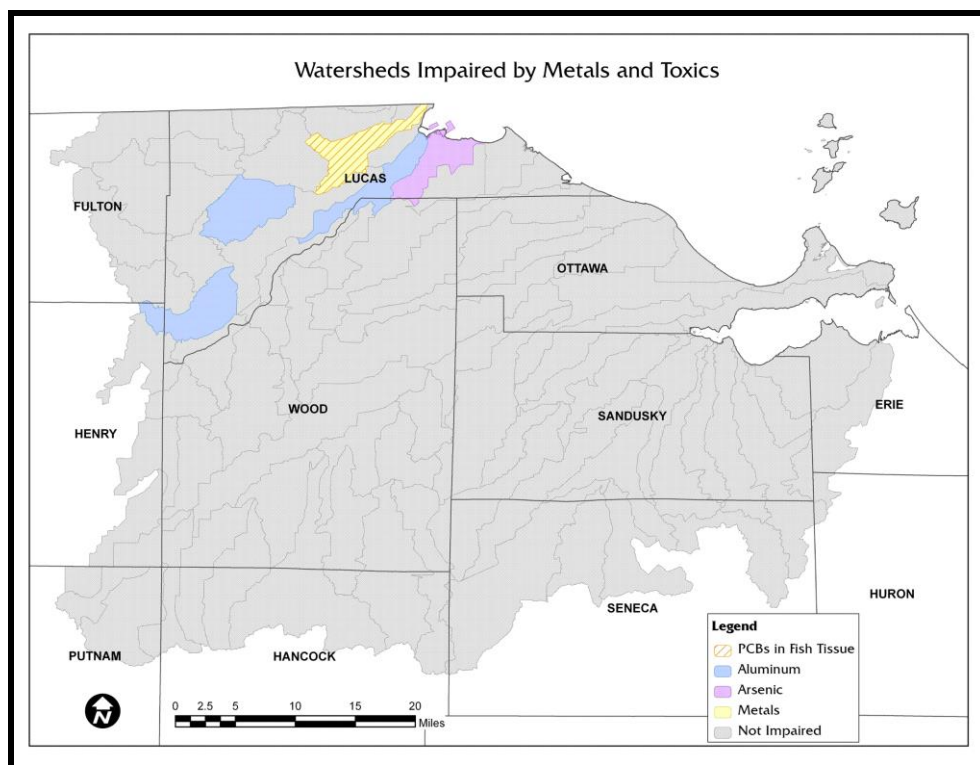 Watersheds Impaired by Metals and Toxics
LUCAS
FULTON
OTTAWA
WOOD
SANDUSKY
ERIE
HENRY
HURON
SENECA
PUTNAM
HANCOCK
Legend
PCBs in Fish Tissue
Aluminum
Arsenic
Metals
Not Impaired
N
0 2.5 5 10 15 20
Miles